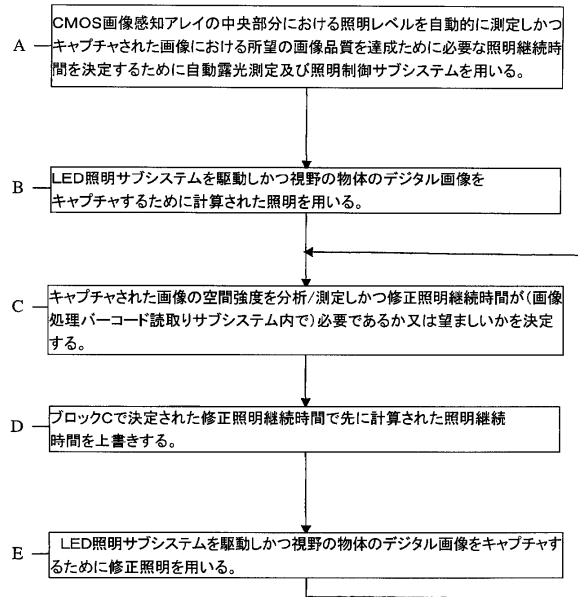 A
CMOS画像感知アレイの中央部分における照明レベルを自動的に測定しかつ
キャプチャされた画像における所望の画像品質を達成ために必要な照明継続時
間を決定するために自動露光測定及び照明制御サブシステムを用いる。
B
LED照明サブシステムを駆動しかつ視野の物体のデジタル画像を
キャプチャするために計算された照明を用いる。
C
キャプチャされた画像の空間強度を分析/測定しかつ修正照明継続時間が(画像
処理バーコード読取りサブシステム内で)必要であるか又は望ましいかを決定
する。
D
ブロックCで決定された修正照明継続時間で先に計算された照明継続
時間を上書きする。
E
LED照明サブシステムを駆動しかつ視野の物体のデジタル画像をキャプチャす
るために修正照明を用いる。